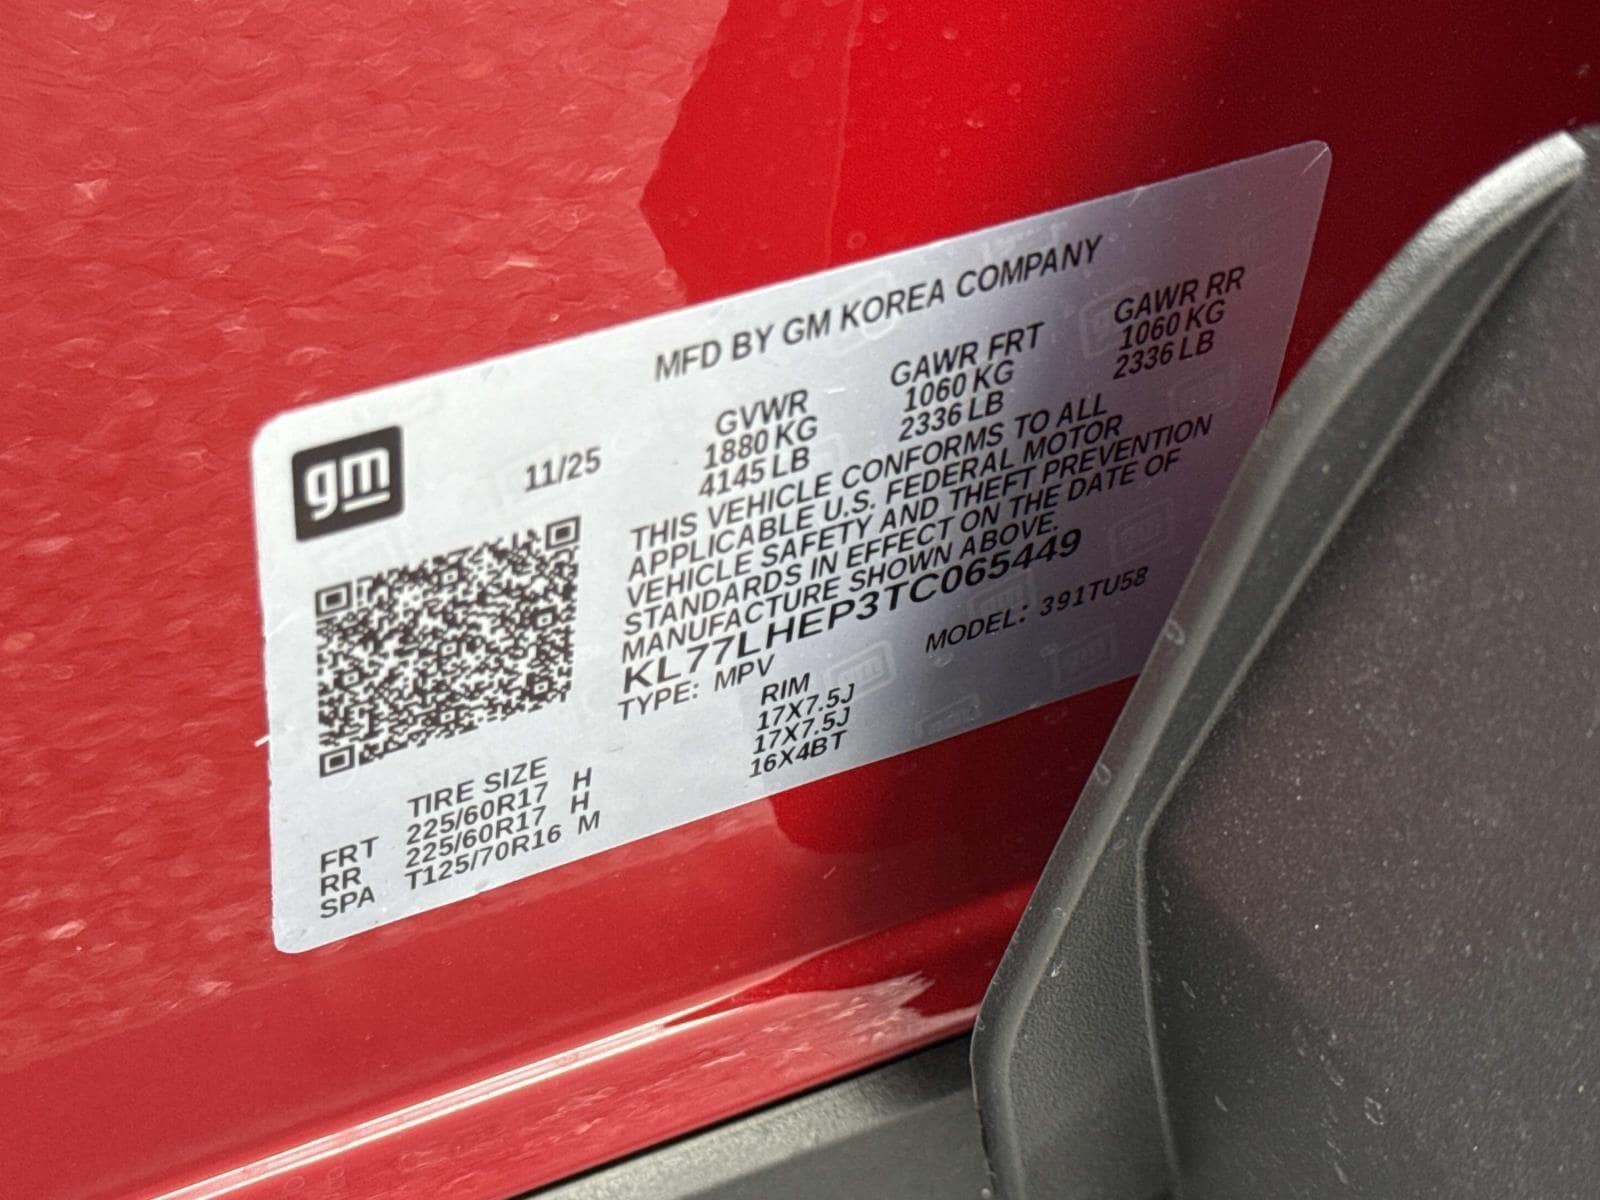 MFD BY GM KOREA COMPANY
gm
11/25
GVWR GAWR FRT GAWR RR
1880 KG 1060 KG 1060 KG
4145 LB 2336 LB 2336 LB
THIS VEHICLE CONFORMS TO ALL
APPLICABLE U.S. FEDERAL MOTOR
VEHICLE SAFETY AND THEFT PREVENTION
STANDARDS IN EFFECT ON THE DATE OF
MANUFACTURE SHOWN ABOVE.
KL77LHEP3TC065449
TYPE: MPV MODEL: 391TU58
TIRE SIZE RIM
FRT 225/60R17 H 17X7.5J
RR 225/60R17 H 17X7.5J
SPA T125/70R16 M 16X4BT